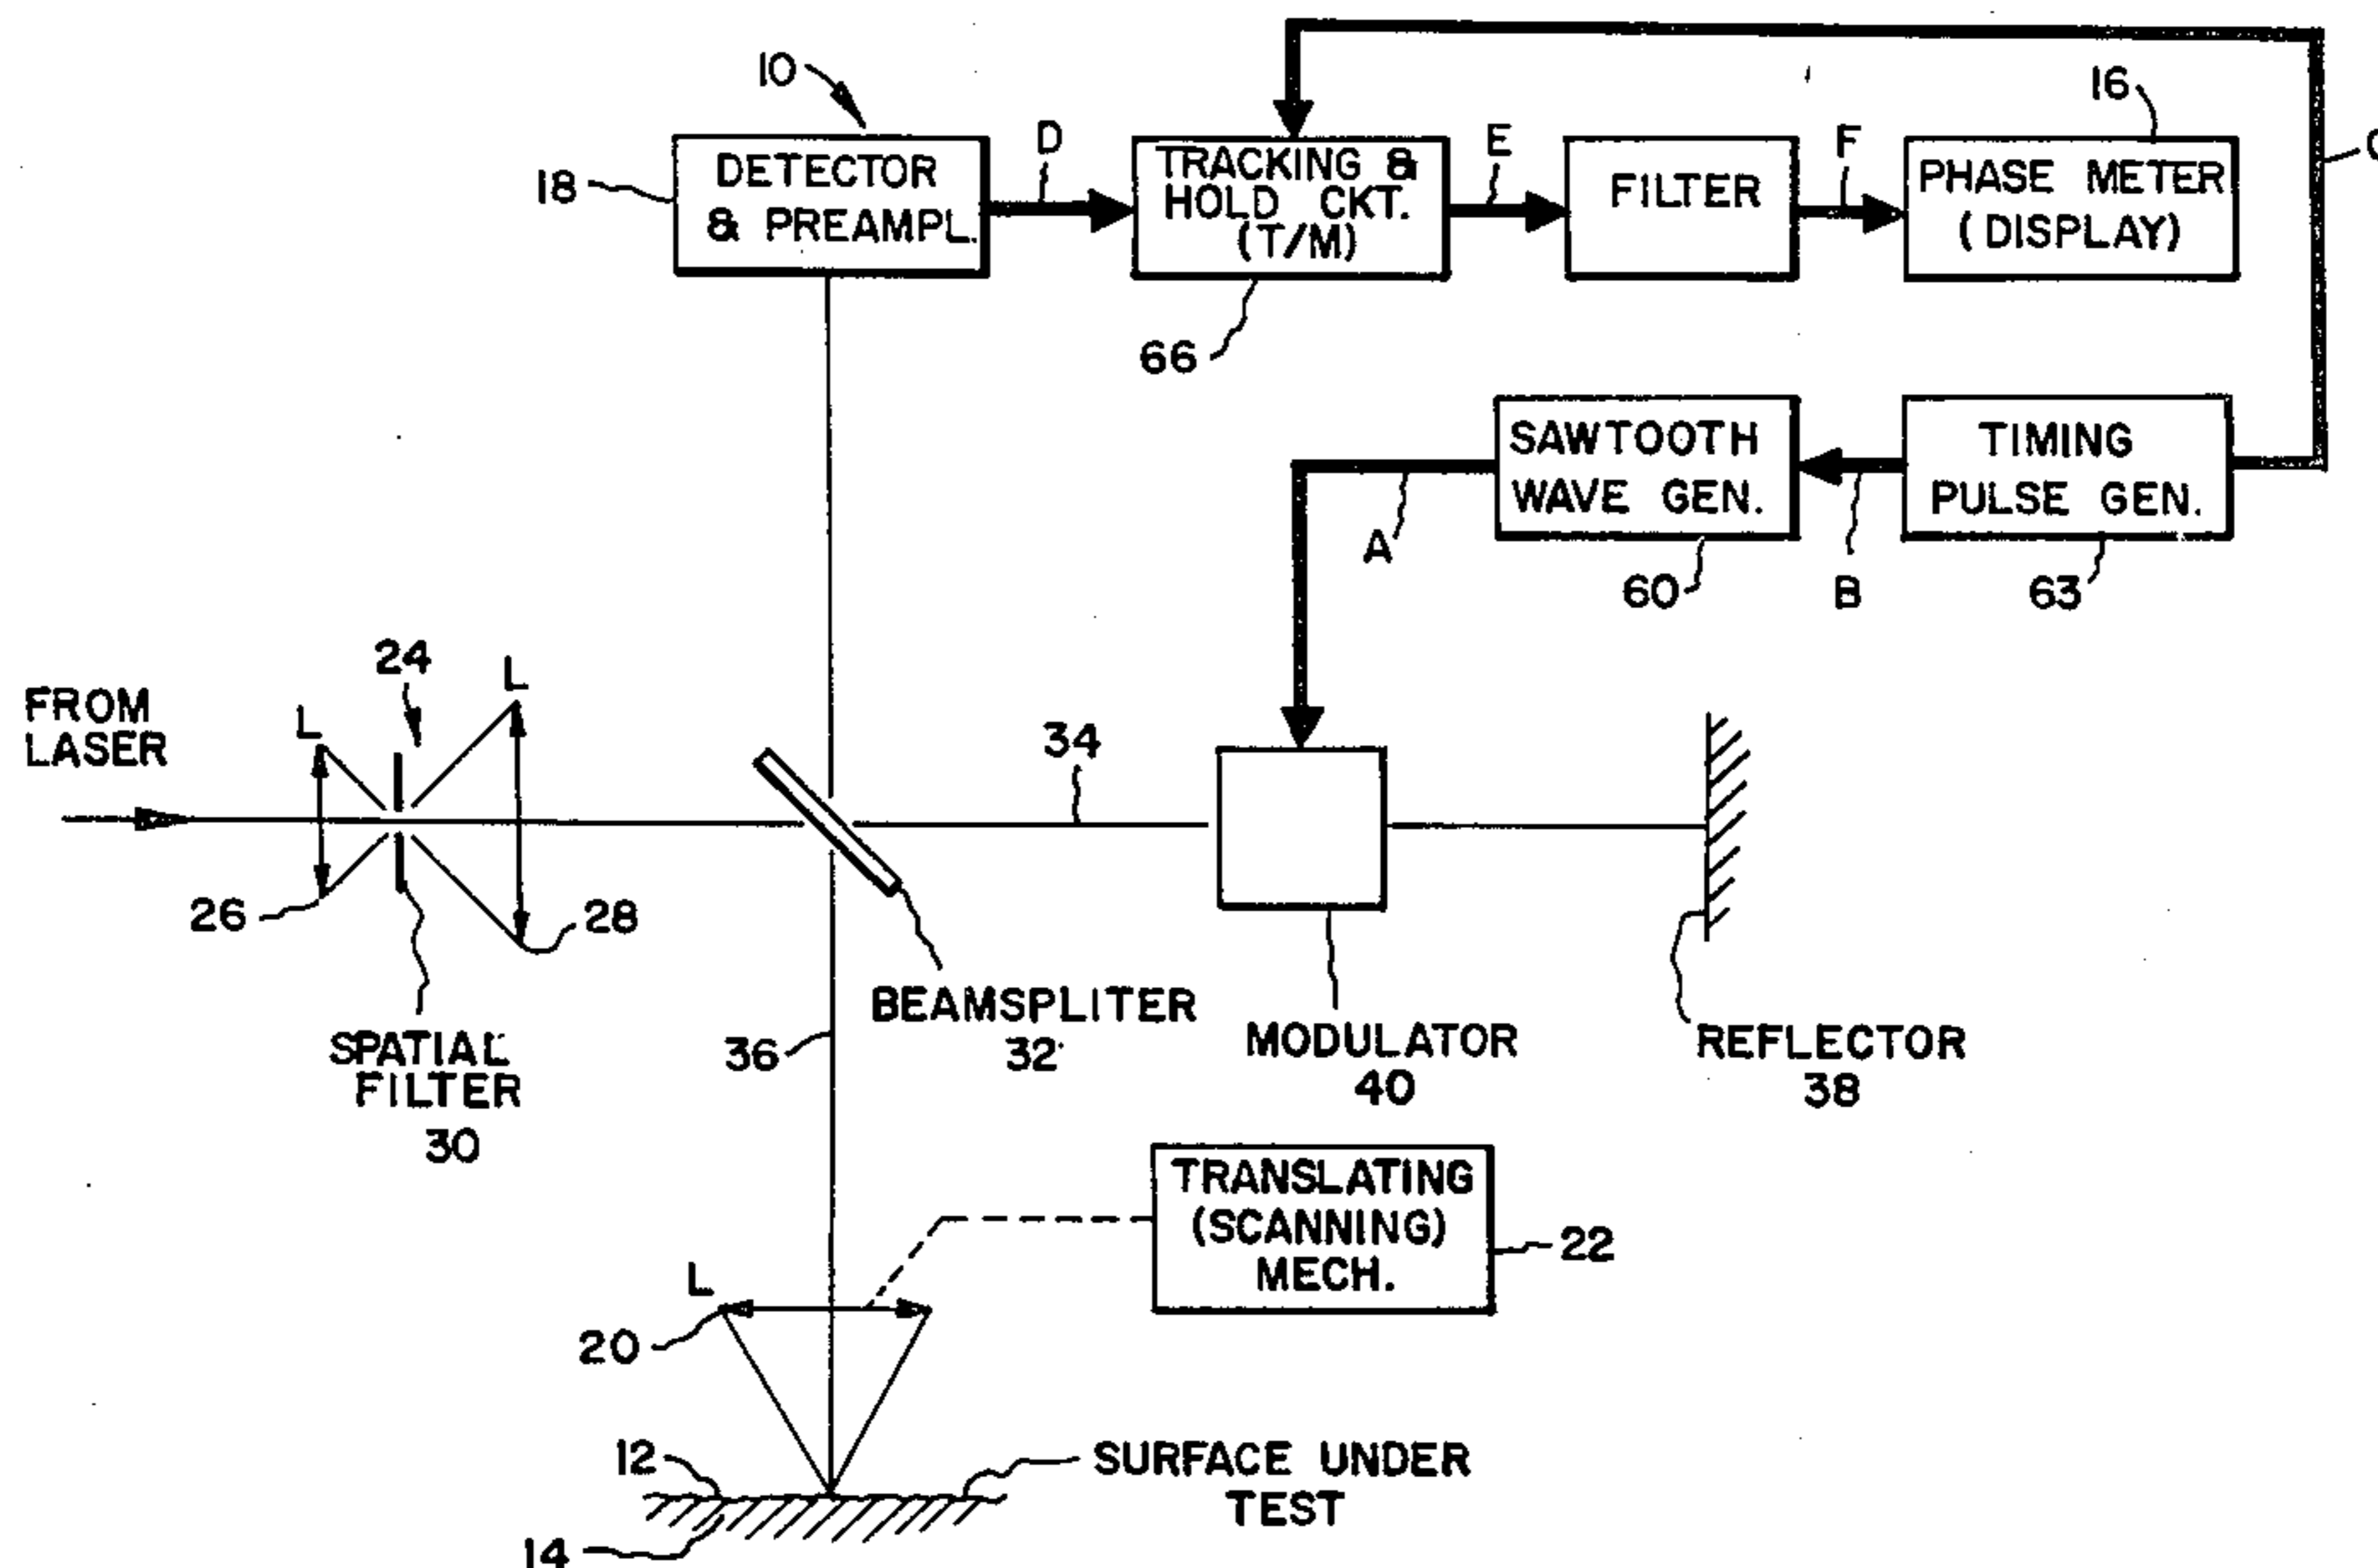 10
18
DETECTOR
& PREAMPL.
D
TRACKING &
HOLD CKT.
(T/M)
66
E
FILTER
F
16
PHASE METER
(DISPLAY)
SAWTOOTH
WAVE GEN.
60
A
B
TIMING
PULSE GEN.
63
FROM
LASER
L
24
L
26
28
SPATIAL
FILTER
30
34
BEAMSPLITER
32
36
MODULATOR
40
REFLECTOR
38
TRANSLATING
(SCANNING)
MECH.
22
L
20
12
14
SURFACE UNDER
TEST